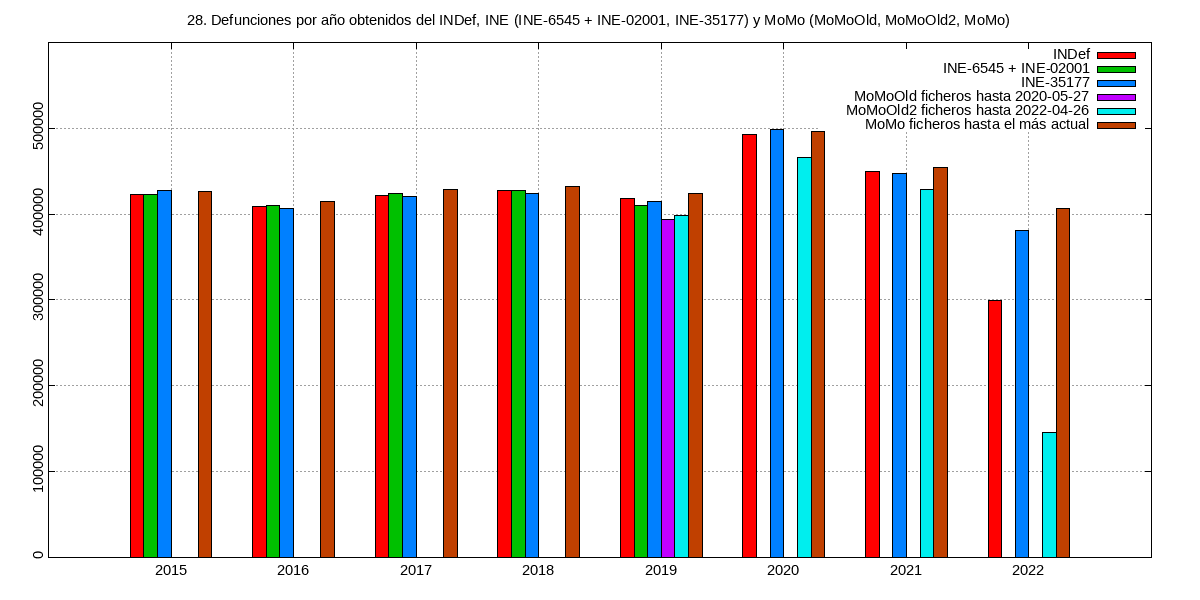 28. Defunciones por año obtenidos del INDef, INE (INE-6545 + INE-02001, INE-35177) y MoMo (MoMoOld, MoMoOld2, MoMo)
INDef
INE-6545 + INE-02001
INE-35177
MoMoOld ficheros hasta 2020-05-27
MoMoOld2 ficheros hasta 2022-04-26
MoMo ficheros hasta el más actual
500000
400000
300000
200000
100000
0
2015 2016 2017 2018 2019 2020 2021 2022